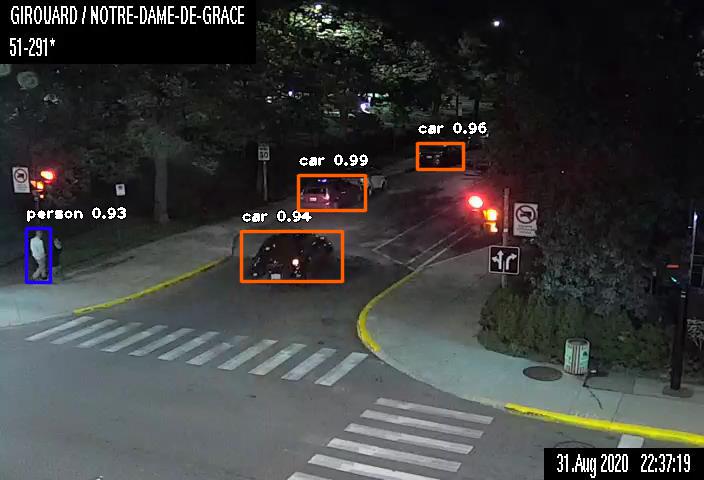 GIROUARD / NOTRE-DAME-DE-GRACE
51-291*
car 0.96
car 0.99
person 0.93
car 0.94
31.Aug 2020 22:37:19